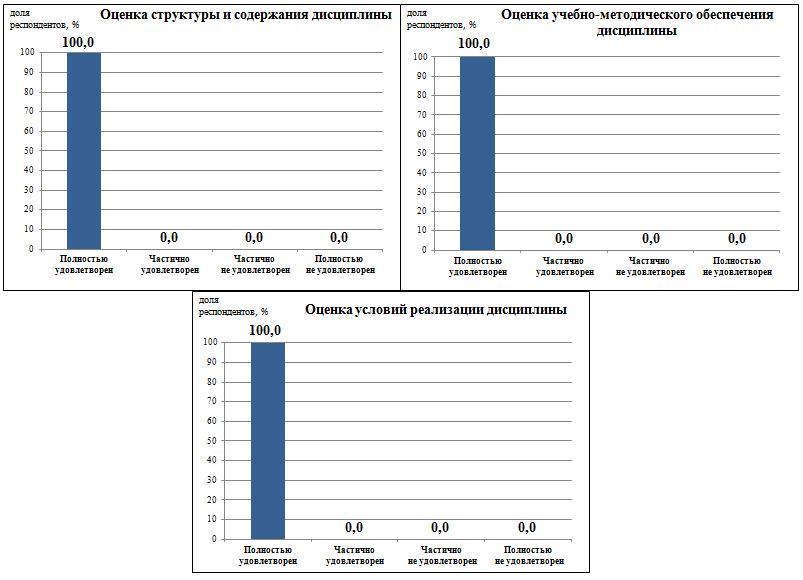 доля
респондентов, %
Оценка структуры и содержания дисциплины
100,0
100
90
80
70
60
50
40
30
20
10
0
0,0
0,0
0,0
Полностью
удовлетворен
Частично
удовлетворен
Частично
не удовлетворен
Полностью
не удовлетворен
доля
респондентов, %
Оценка учебно-методического обеспечения
дисциплины
100,0
100
90
80
70
60
50
40
30
20
10
0
0,0
0,0
0,0
Полностью
удовлетворен
Частично
удовлетворен
Частично
не удовлетворен
Полностью
не удовлетворен
доля
респондентов, %
Оценка условий реализации дисциплины
100,0
100
90
80
70
60
50
40
30
20
10
0
0,0
0,0
0,0
Полностью
удовлетворен
Частично
удовлетворен
Частично
не удовлетворен
Полностью
не удовлетворен